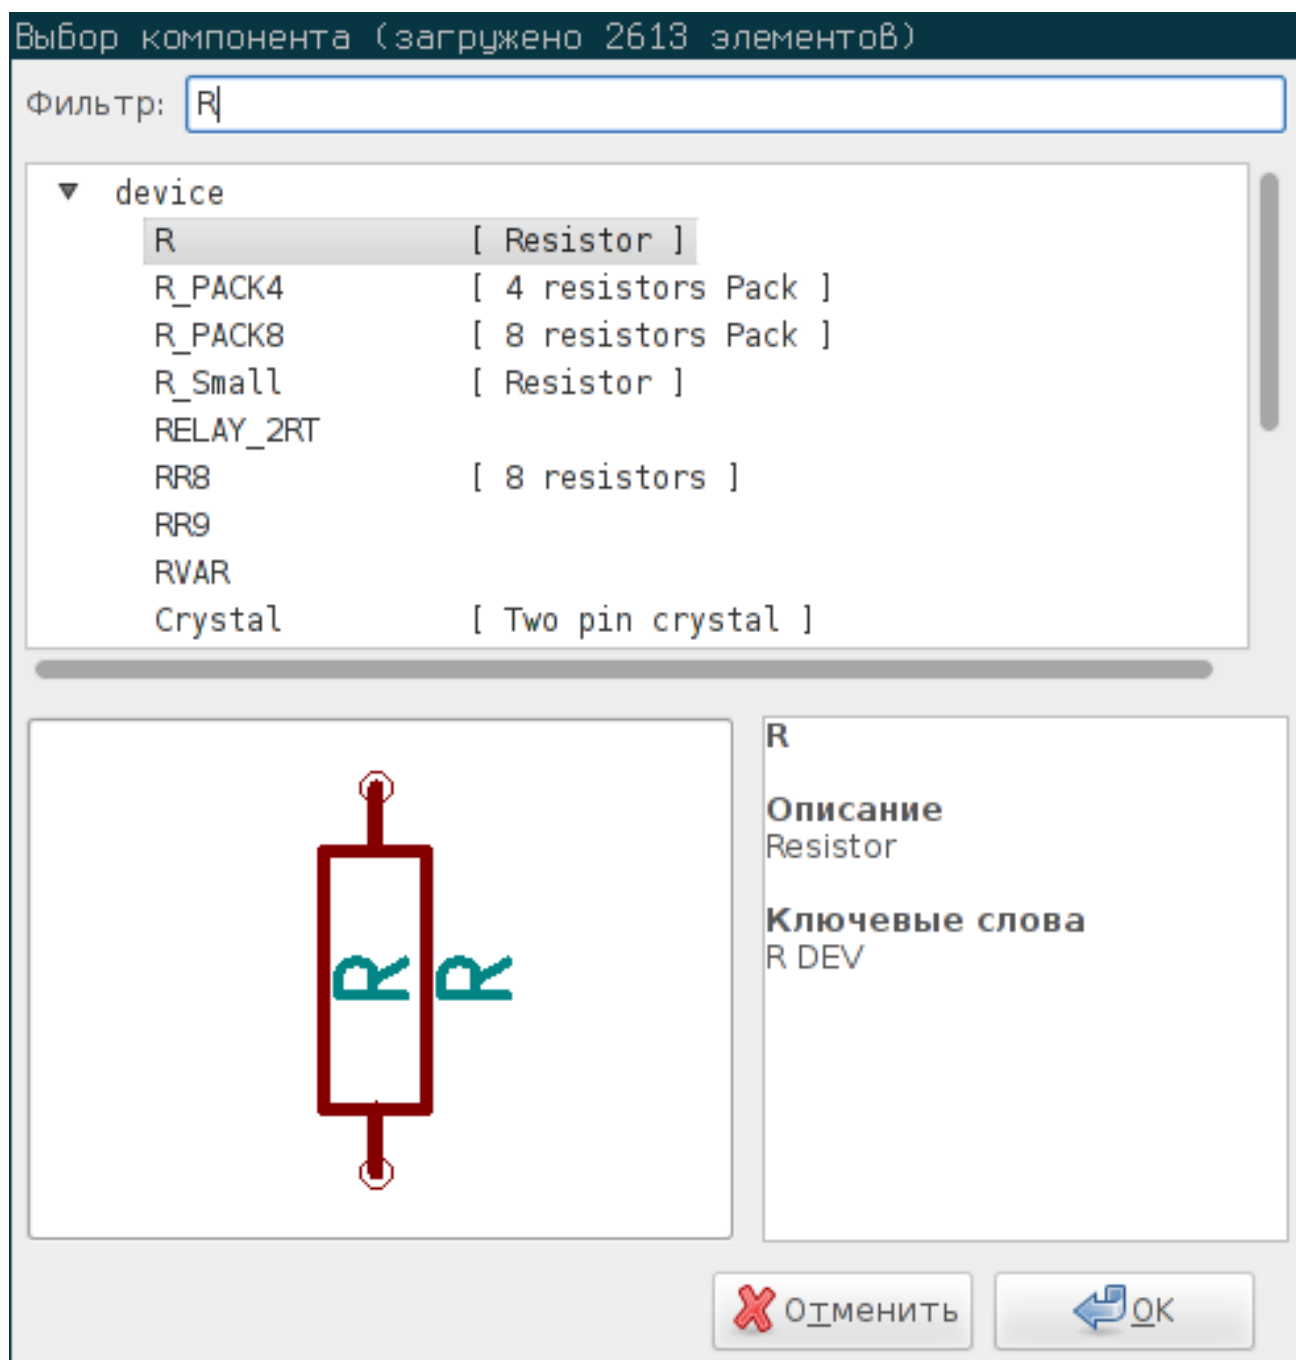 Выбор компонента (загружено 2613 элементов)
Фильтр: R
device
R [ Resistor ]
R_PACK4 [ 4 resistors Pack ]
R_PACK8 [ 8 resistors Pack ]
R_Small [ Resistor ]
RELAY_2RT
RR8 [ 8 resistors ]
RR9
RVAR
Crystal [ Two pin crystal ]
R R
R
Описание
Resistor
Ключевые слова
R DEV
Отменить OK